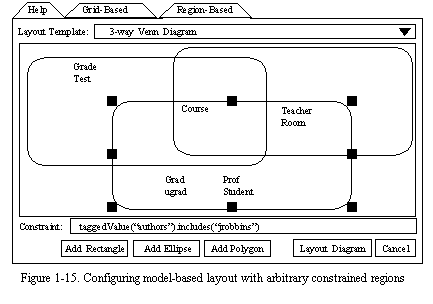 Help Grid-Based Region-Based
Layout Template: 3-way Venn Diagram
Grade
Test
Course
Teacher
Room
Grad Prof
ugrad Student
Constraint: taggedValue("authors").includes("jrobbins")
Add Rectangle Add Ellipse Add Polygon Layout Diagram Cancel
Figure 1-15. Configuring model-based layout with arbitrary constrained regions